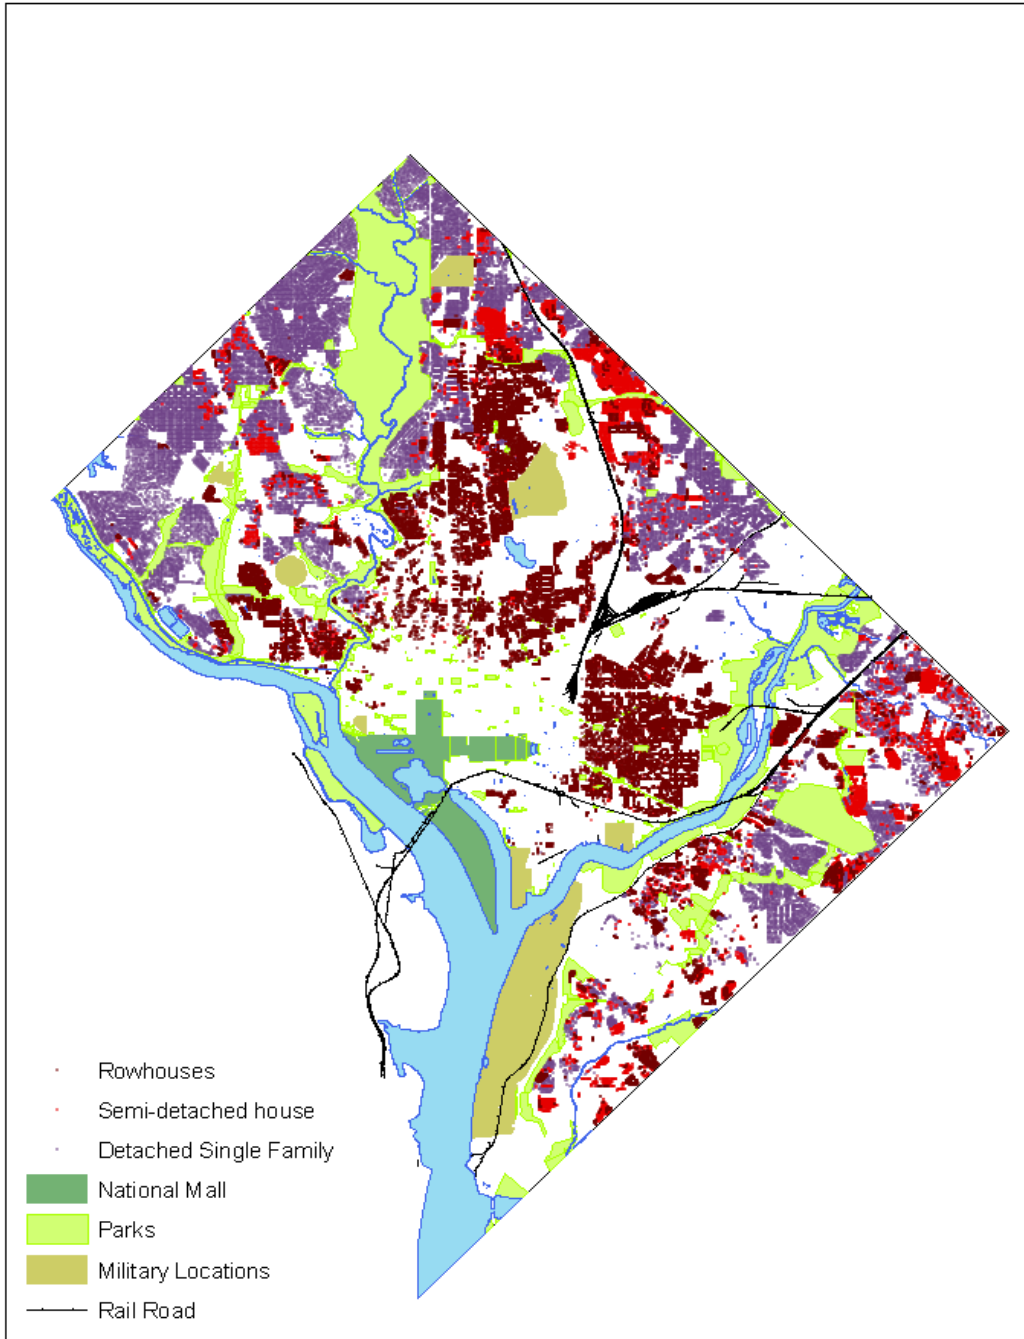 Rowhouses
Semi-detached house
Detached Single Family
National Mall
Parks
Military Locations
Rail Road